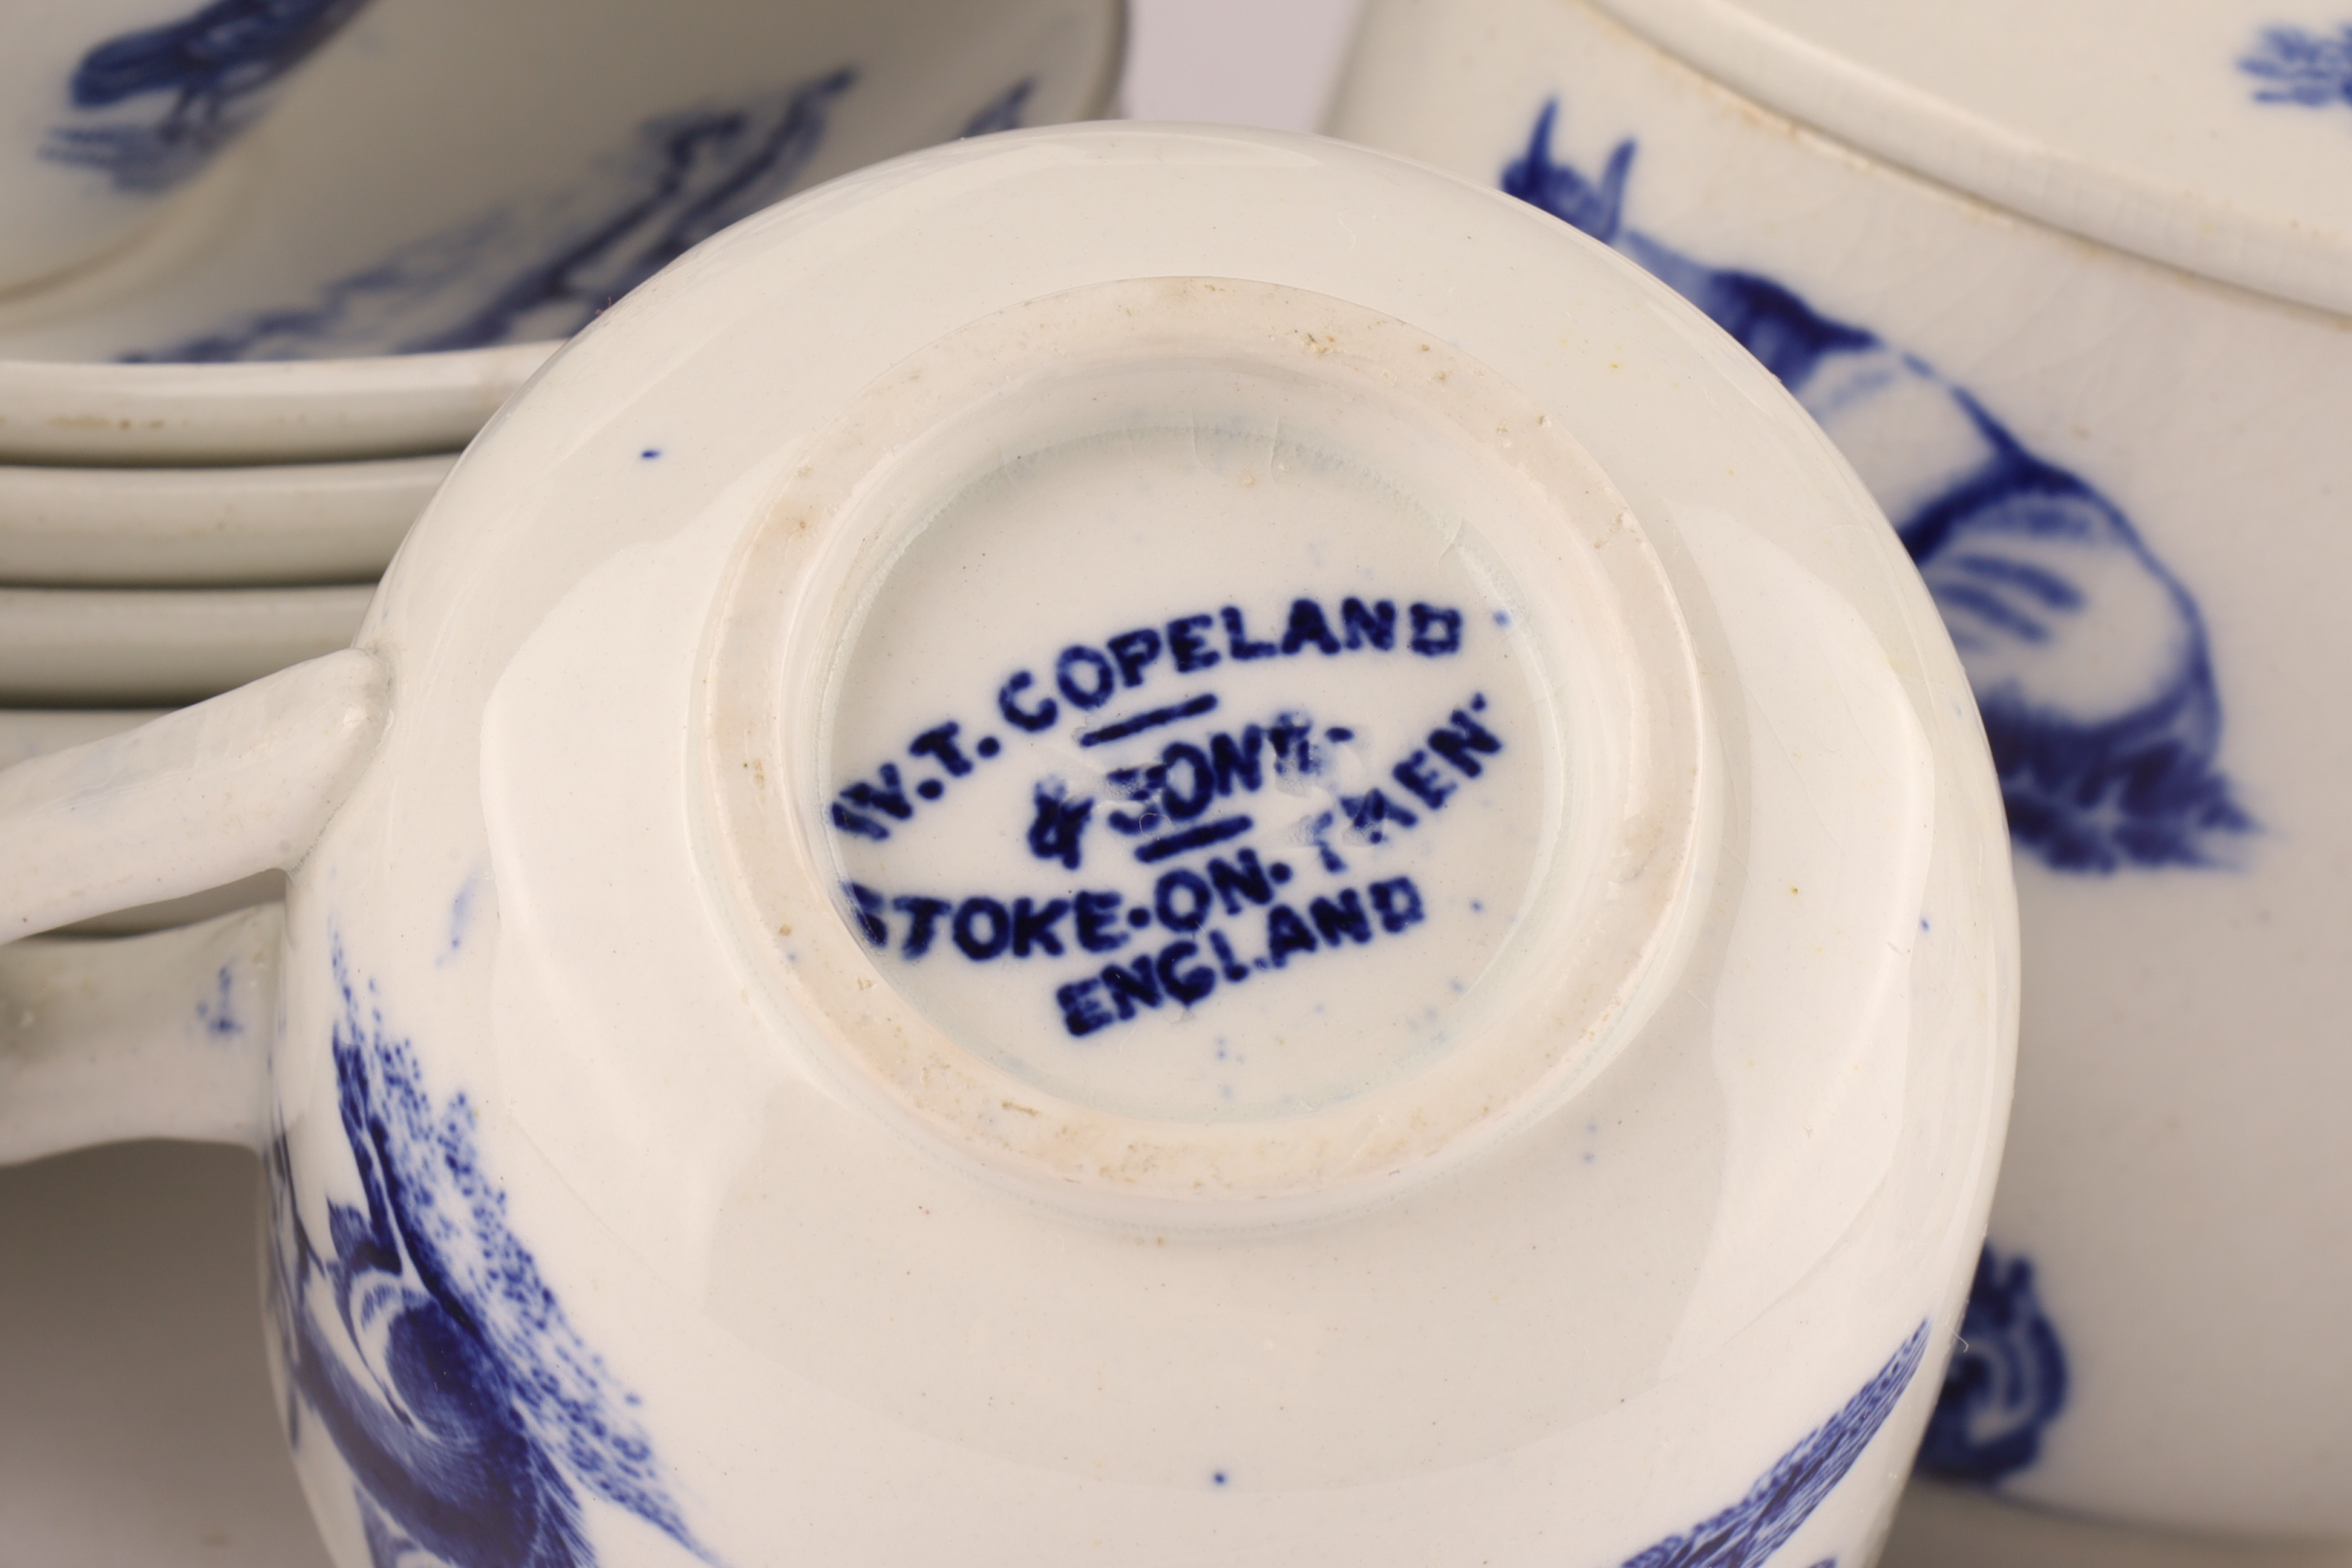 W.T. COPELAND
& SONS
STOKE-ON-TRENT
ENGLAND